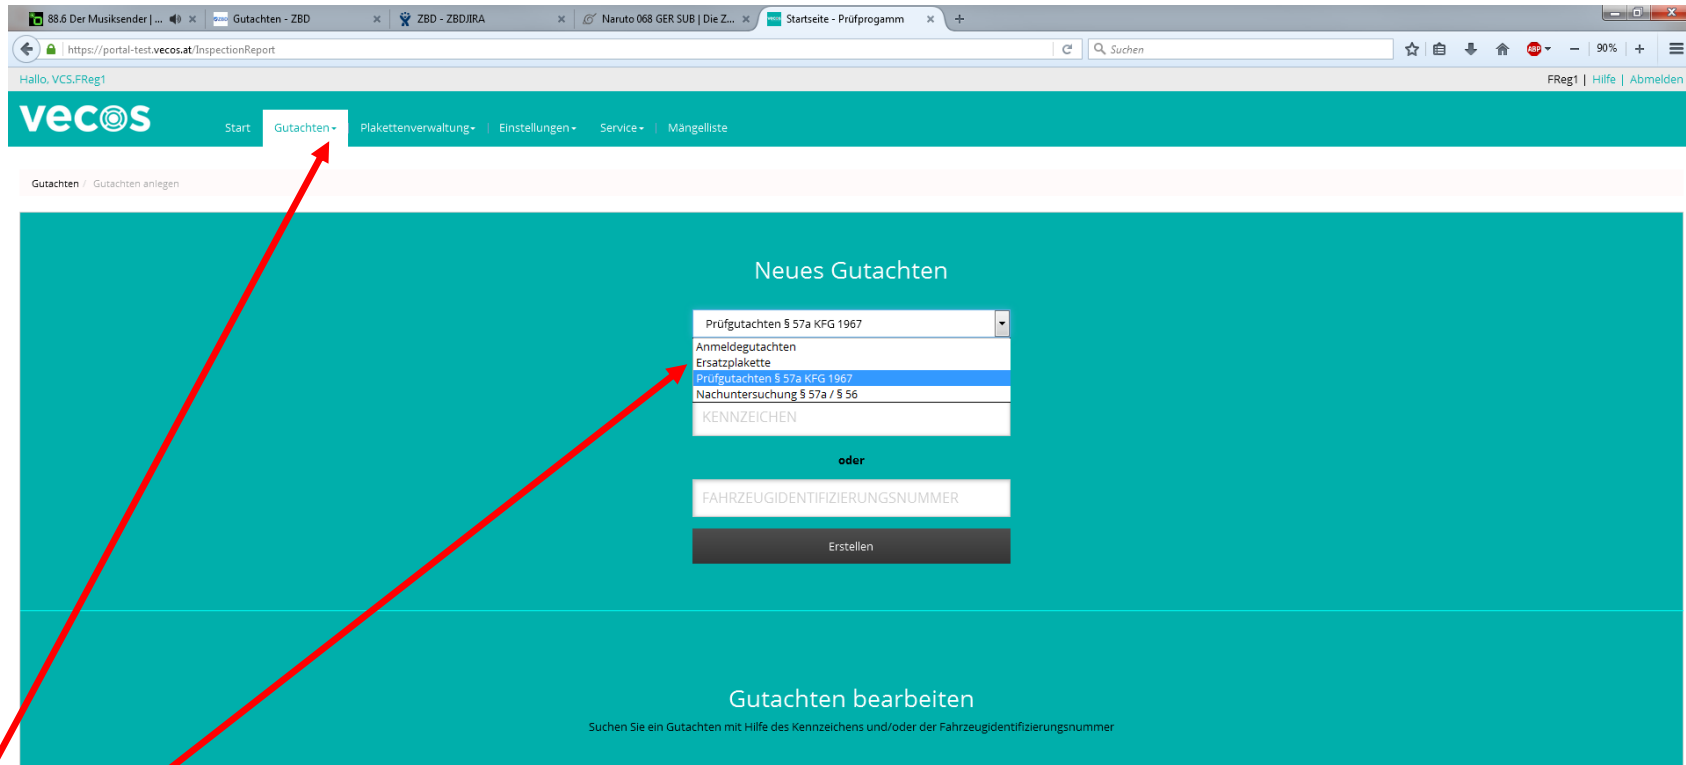 88.6 Der Musiksender | ...
Gutachten - ZBD
ZBD - ZBDJIRA
Naruto 068 GER SUB | Die Z...
Startseite - Prüfprogamm
https://portal-test.vecos.at/InspectionReport
Suchen
ABP
90%
Hallo, VCS.FReg1
FReg1 | Hilfe | Abmelden
vecos
Start
Gutachten
Plakettenverwaltung
Einstellungen
Service
Mängelliste
Gutachten / Gutachten anlegen
Neues Gutachten
Prüfgutachten § 57a KFG 1967
Anmeldegutachten
Ersatzplakette
Prüfgutachten § 57a KFG 1967
Nachuntersuchung § 57a / § 56
KENNZEICHEN
oder
FAHRZEUGIDENTIFIZIERUNGSNUMMER
Erstellen
Gutachten bearbeiten
Suchen Sie ein Gutachten mit Hilfe des Kennzeichens und/oder der Fahrzeugidentifizierungsnummer